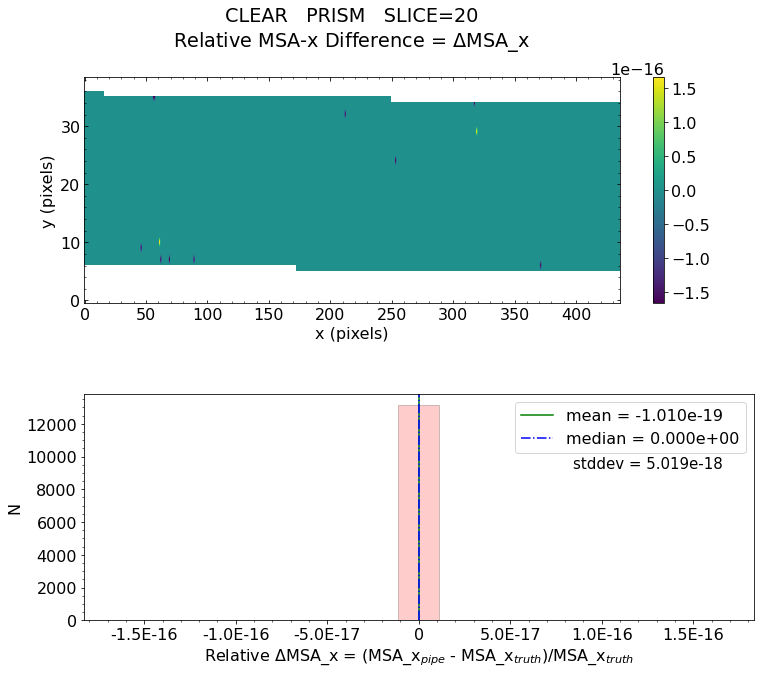 CLEAR   PRISM   SLICE=20
Relative MSA-x Difference = ΔMSA_x
1e−16
1.5
1.0
0.5
0.0
−0.5
−1.0
−1.5
y (pixels)
30
20
10
0
0 50 100 150 200 250 300 350 400
x (pixels)
N
12000
10000
8000
6000
4000
2000
0
mean = -1.010e-19
median = 0.000e+00
stddev = 5.019e-18
-1.5E-16 -1.0E-16 -5.0E-17 0 5.0E-17 1.0E-16 1.5E-16
Relative ΔMSA_x = (MSA_x_pipe - MSA_x_truth)/MSA_x_truth